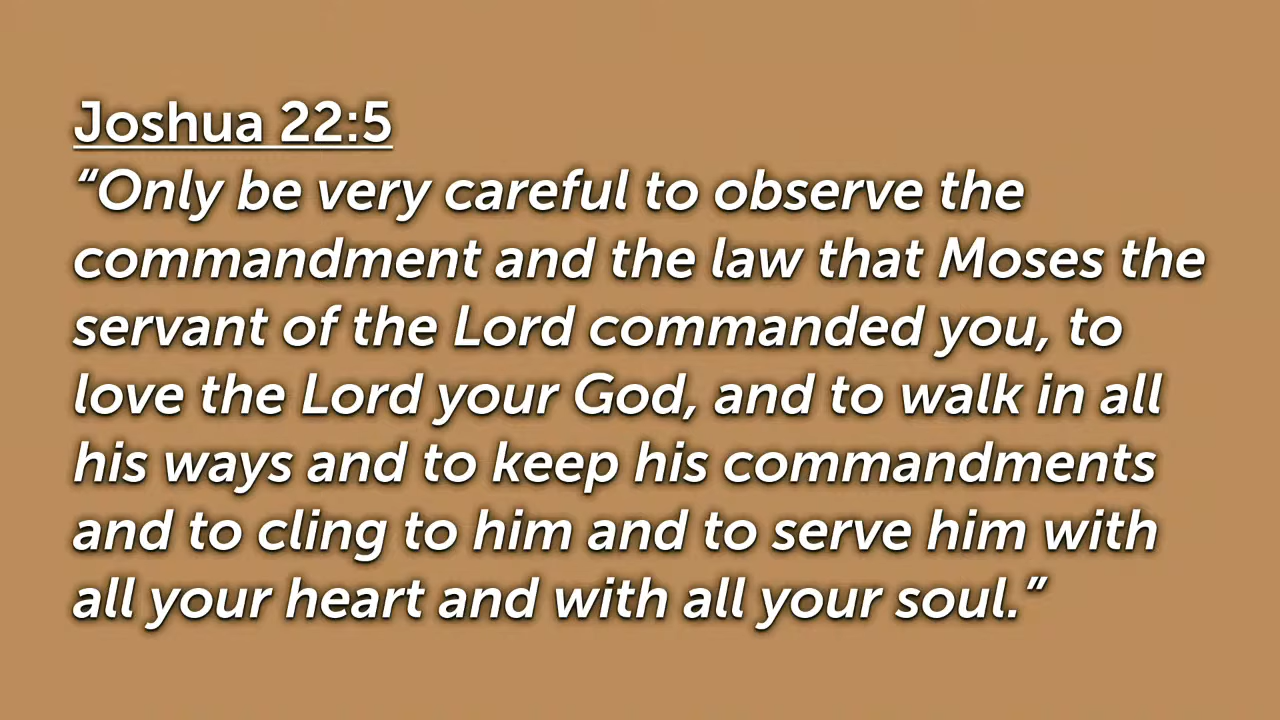 Joshua 22:5
“Only be very careful to observe the
commandment and the law that Moses the
servant of the Lord commanded you, to
love the Lord your God, and to walk in all
his ways and to keep his commandments
and to cling to him and to serve him with
all your heart and with all your soul.”